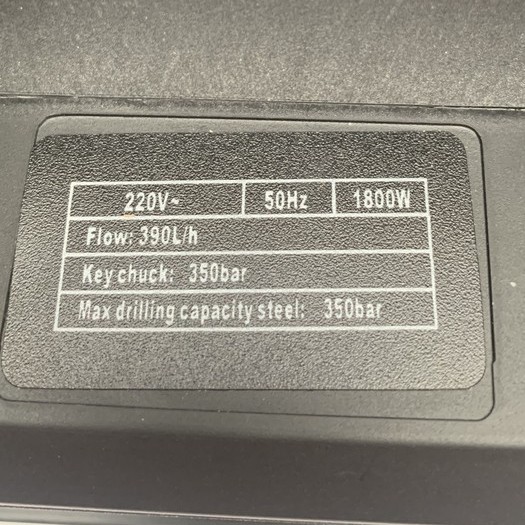 220V~ 50Hz 1800W
Flow: 390L/h
Key chuck: 350bar
Max drilling capacity steel: 350bar